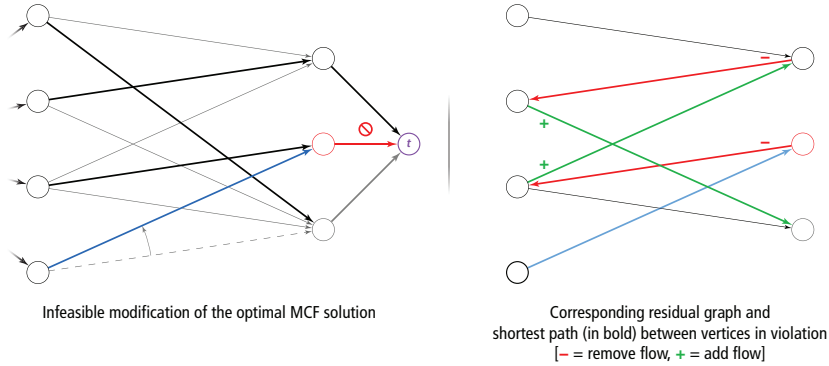 t
−
+
+
−
Infeasible modification of the optimal MCF solution
Corresponding residual graph and
shortest path (in bold) between vertices in violation
[− = remove flow, + = add flow]